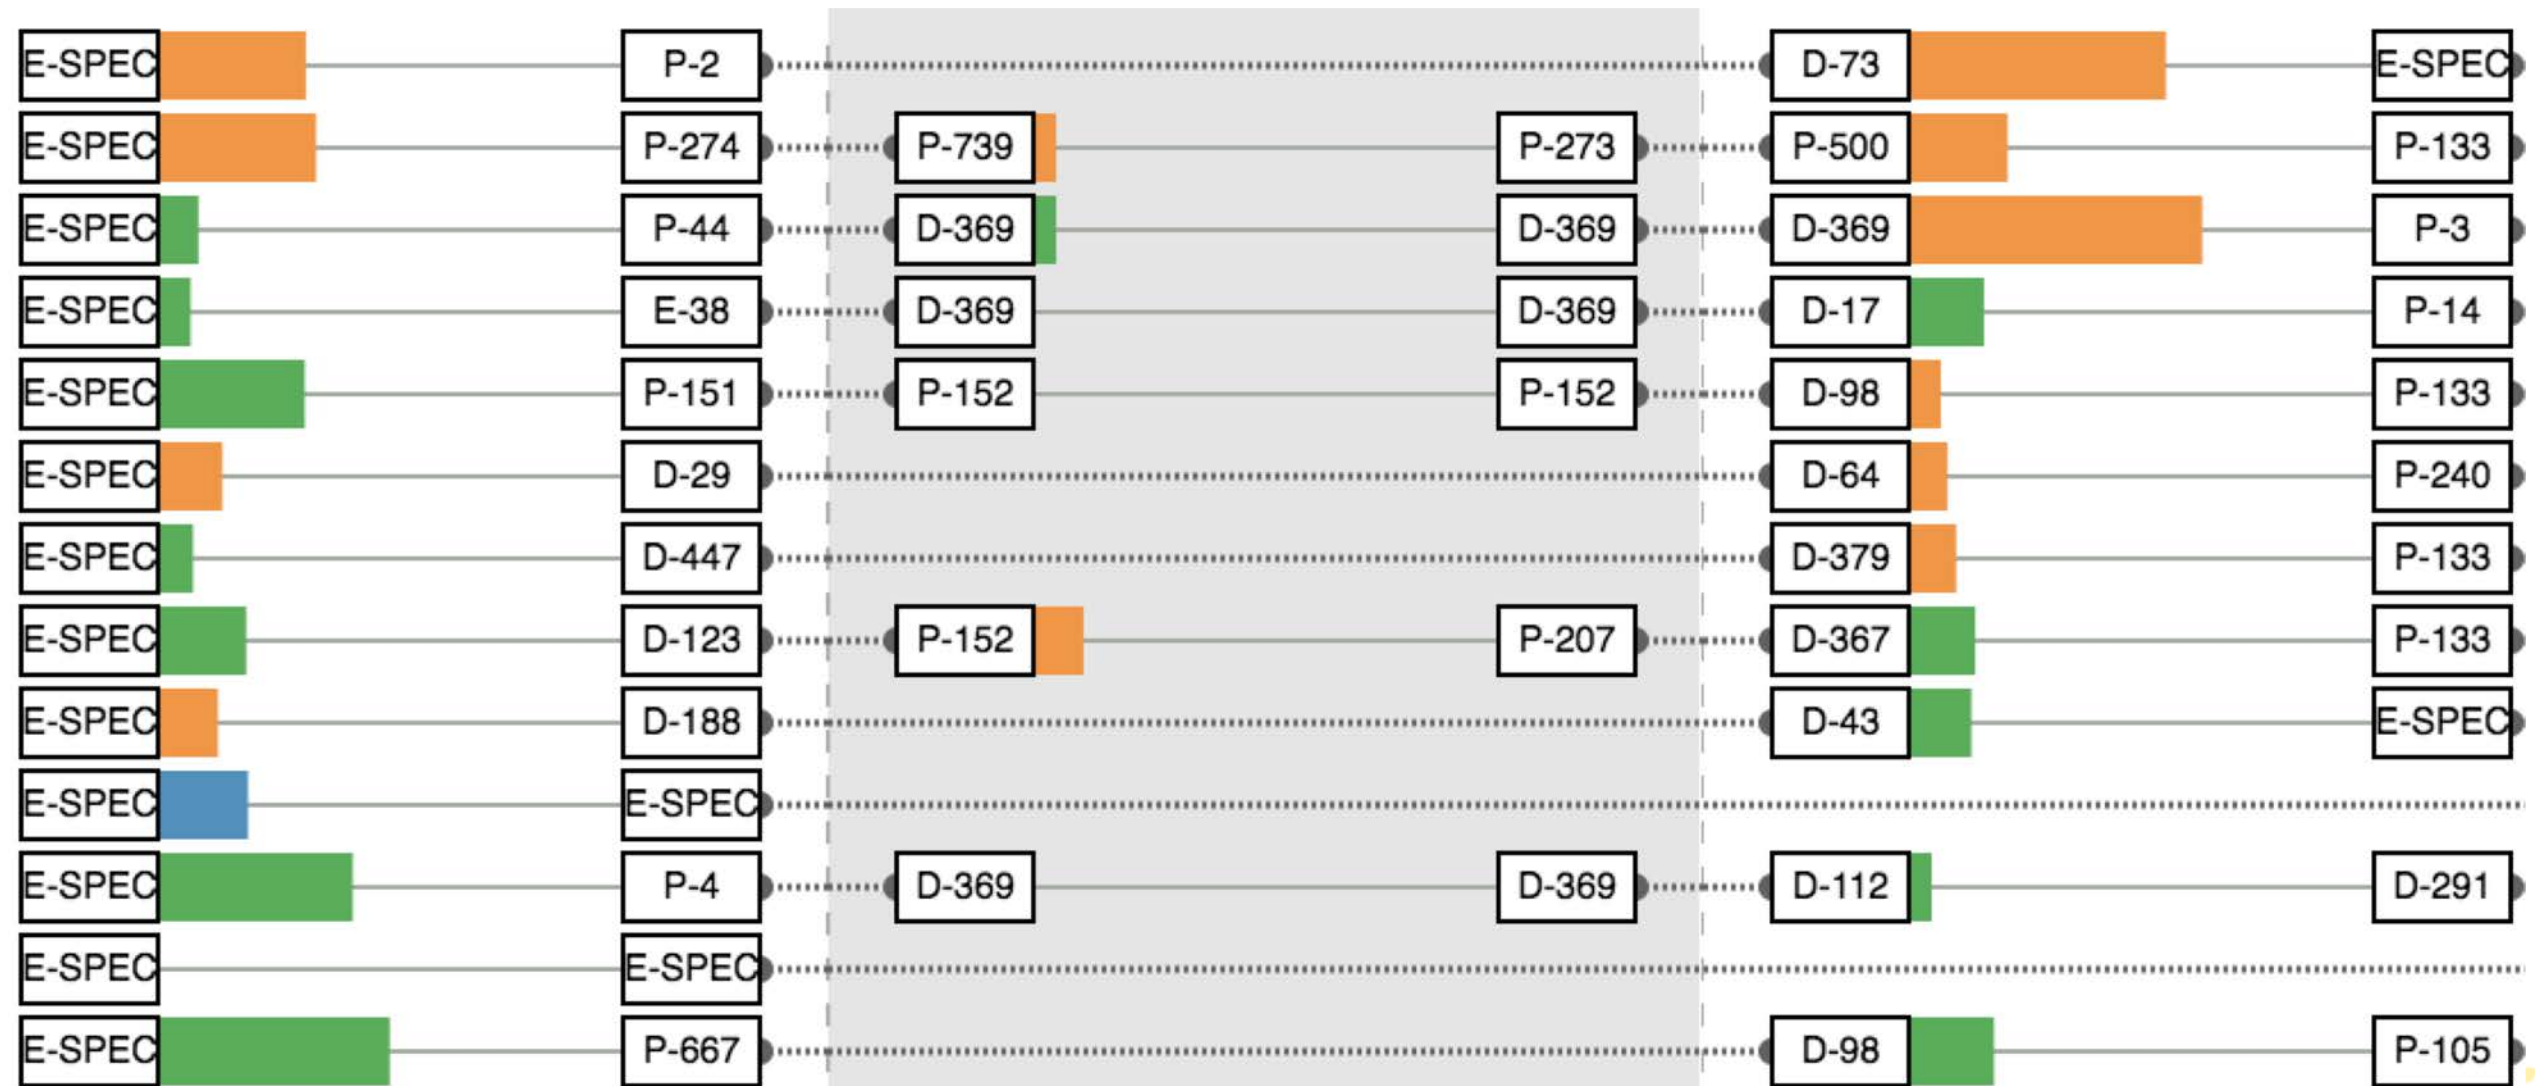 E-SPEC P-2 D-73 E-SPEC
E-SPEC P-274 P-739 P-273 P-500 P-133
E-SPEC P-44 D-369 D-369 D-369 P-3
E-SPEC E-38 D-369 D-369 D-17 P-14
E-SPEC P-151 P-152 P-152 D-98 P-133
E-SPEC D-29 D-64 P-240
E-SPEC D-447 D-379 P-133
E-SPEC D-123 P-152 P-207 D-367 P-133
E-SPEC D-188 D-43 E-SPEC
E-SPEC E-SPEC
E-SPEC P-4 D-369 D-369 D-112 D-291
E-SPEC E-SPEC
E-SPEC P-667 D-98 P-105